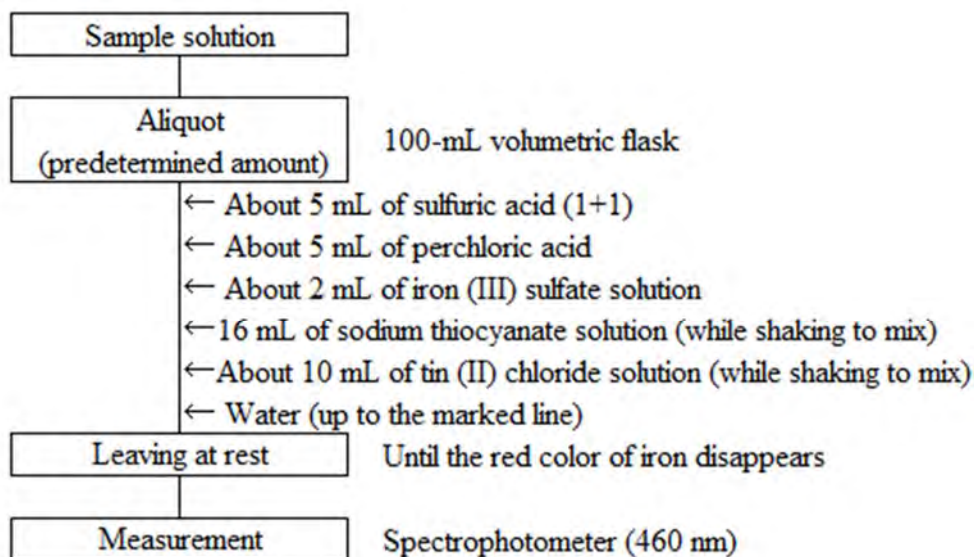 Sample solution
Aliquot
(predetermined amount)
100-mL volumetric flask
← About 5 mL of sulfuric acid (1+1)
← About 5 mL of perchloric acid
← About 2 mL of iron (III) sulfate solution
←16 mL of sodium thiocyanate solution (while shaking to mix)
←About 10 mL of tin (II) chloride solution (while shaking to mix)
← Water (up to the marked line)
Leaving at rest
Until the red color of iron disappears
Measurement
Spectrophotometer (460 nm)